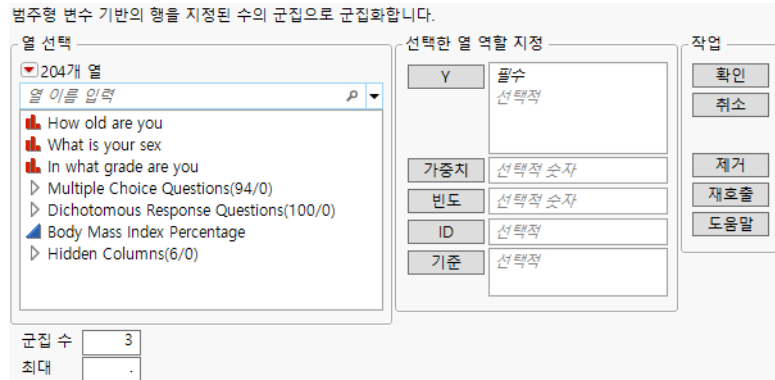 범주형 변수 기반의 행을 지정된 수의 군집으로 군집화합니다.
열 선택
204개 열
열 이름 입력
How old are you
What is your sex
In what grade are you
Multiple Choice Questions(94/0)
Dichotomous Response Questions(100/0)
Body Mass Index Percentage
Hidden Columns(6/0)
선택한 열 역할 지정
Y
필수
선택적
가중치
선택적 숫자
빈도
선택적 숫자
ID
선택적
기준
선택적
작업
확인
취소
제거
재호출
도움말
군집 수 3
최대 .